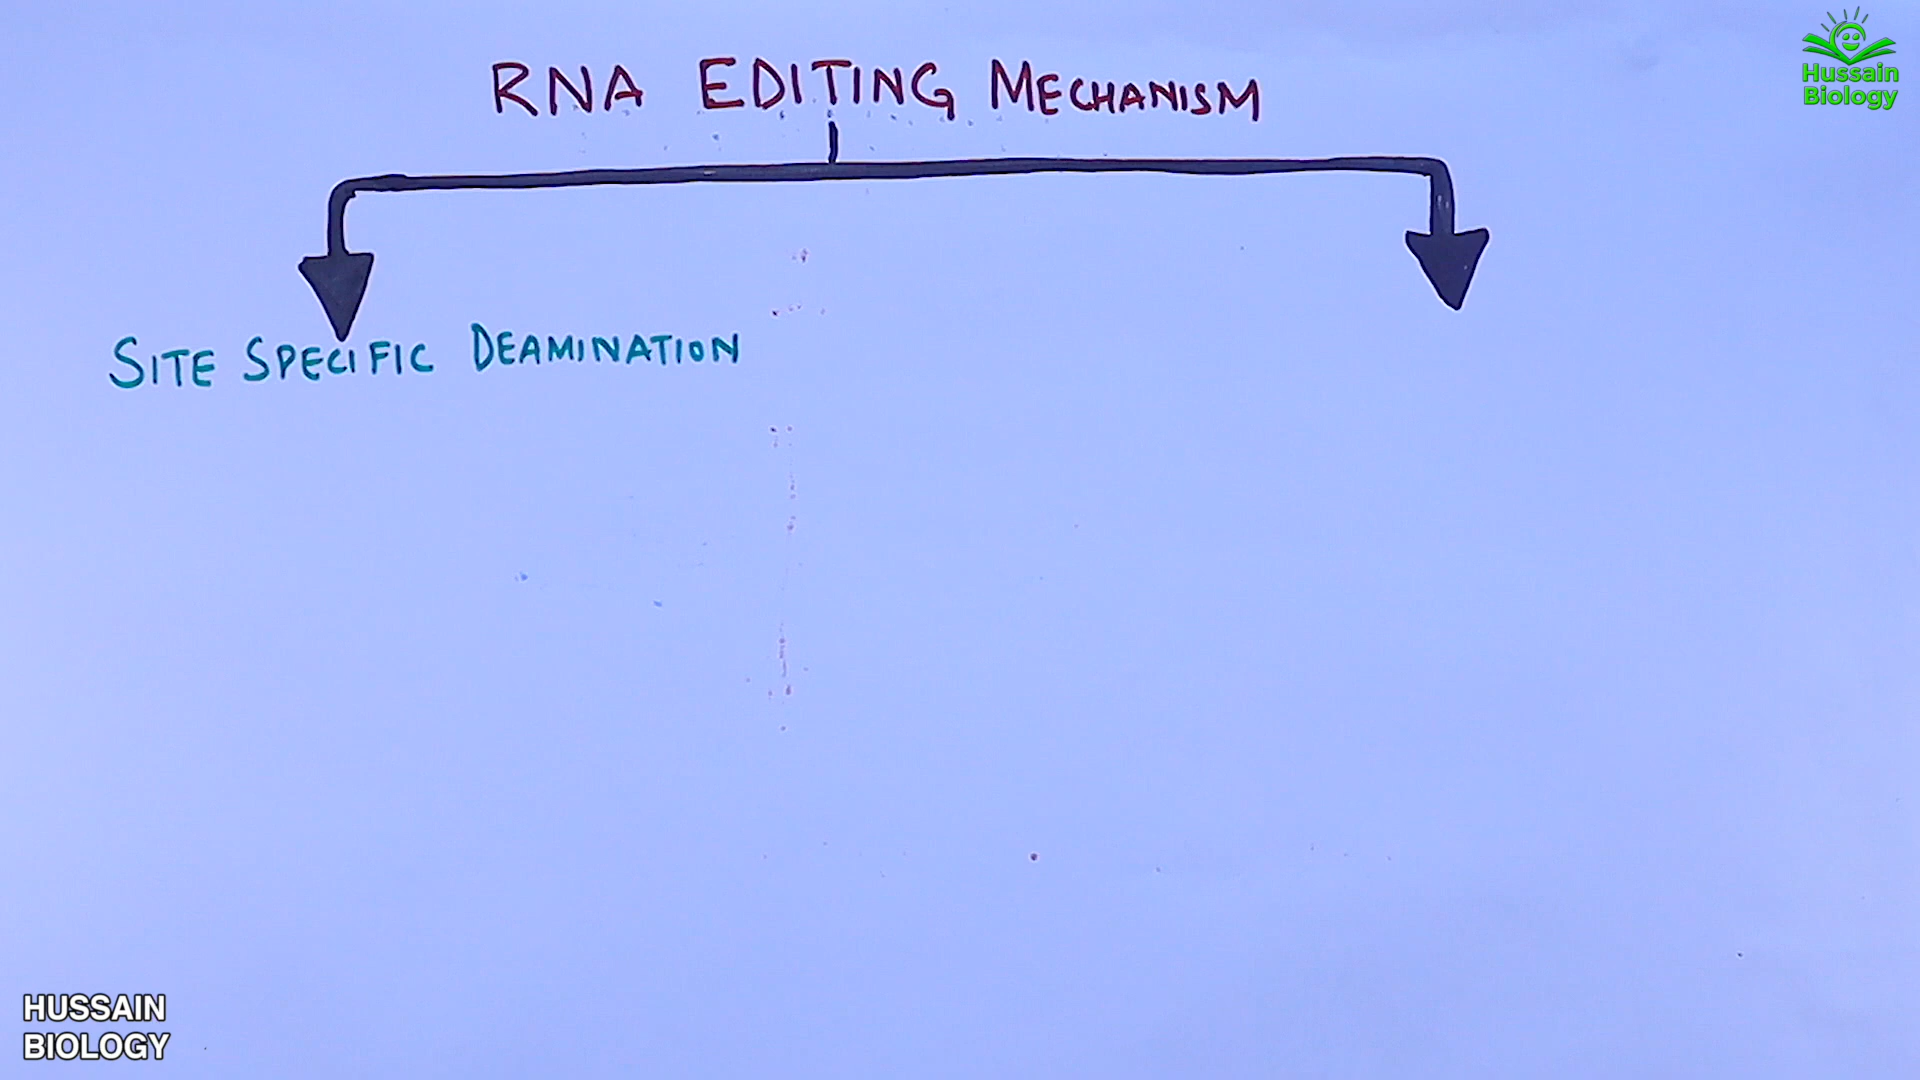 RNA EDITING MECHANISM
SITE SPECIFIC DEAMINATION
Hussain
Biology
HUSSAIN
BIOLOGY